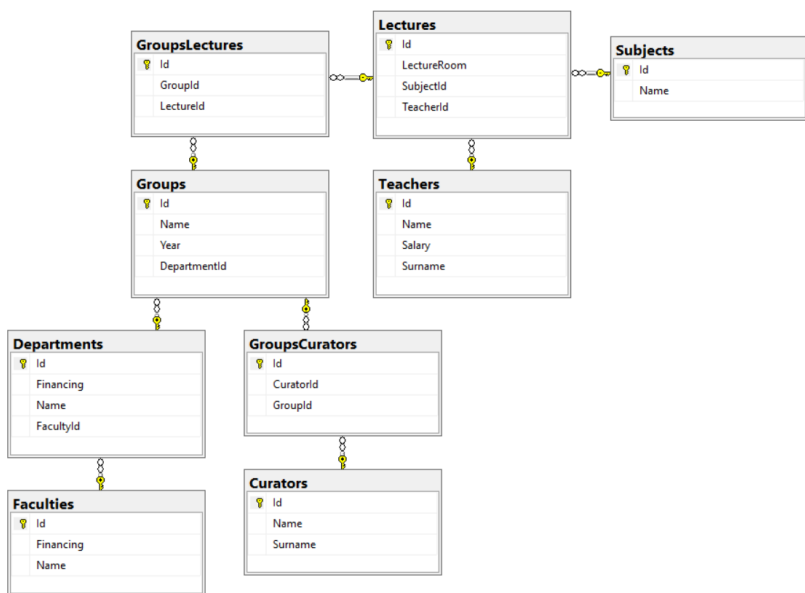 GroupsLectures
Id
GroupId
LectureId
Lectures
Id
LectureRoom
SubjectId
TeacherId
Subjects
Id
Name
Groups
Id
Name
Year
DepartmentId
Teachers
Id
Name
Salary
Surname
Departments
Id
Financing
Name
FacultyId
GroupsCurators
Id
CuratorId
GroupId
Faculties
Id
Financing
Name
Curators
Id
Name
Surname